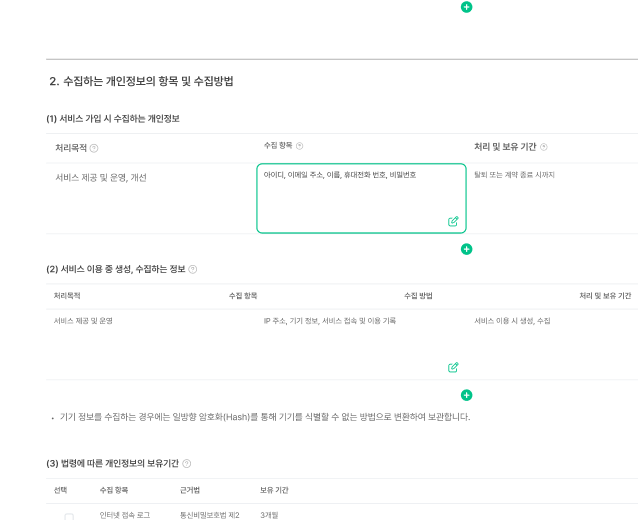 2. 수집하는 개인정보의 항목 및 수집방법
(1) 서비스 가입 시 수집하는 개인정보
처리목적 수집 항목 처리 및 보유 기간
서비스 제공 및 운영, 개선 아이디, 이메일 주소, 이름, 휴대전화 번호, 비밀번호 탈퇴 또는 계약 종료 시까지
(2) 서비스 이용 중 생성, 수집하는 정보
처리목적 수집 항목 수집 방법 처리 및 보유 기간
서비스 제공 및 운영 IP 주소, 기기 정보, 서비스 접속 및 이용 기록 서비스 이용 시 생성, 수집
• 기기 정보를 수집하는 경우에는 일방향 암호화(Hash)를 통해 기기를 식별할 수 없는 방법으로 변환하여 보관합니다.
(3) 법령에 따른 개인정보의 보유기간
선택 수집 항목 근거법 보유 기간
인터넷 접속 로그 통신비밀보호법 제2 3개월